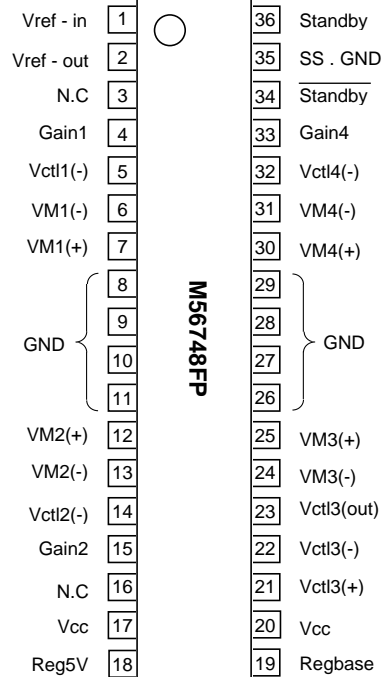 Vref - in 1 36 Standby
Vref - out 2 35 SS . GND
N.C 3 34 Standby
Gain1 4 33 Gain4
Vctl1(-) 5 32 Vctl4(-)
VM1(-) 6 31 VM4(-)
VM1(+) 7 30 VM4(+)
8 29
9 28
GND GND
10 27
11 26
M56748FP
VM2(+) 12 25 VM3(+)
VM2(-) 13 24 VM3(-)
Vctl2(-) 14 23 Vctl3(out)
Gain2 15 22 Vctl3(-)
N.C 16 21 Vctl3(+)
Vcc 17 20 Vcc
Reg5V 18 19 Regbase